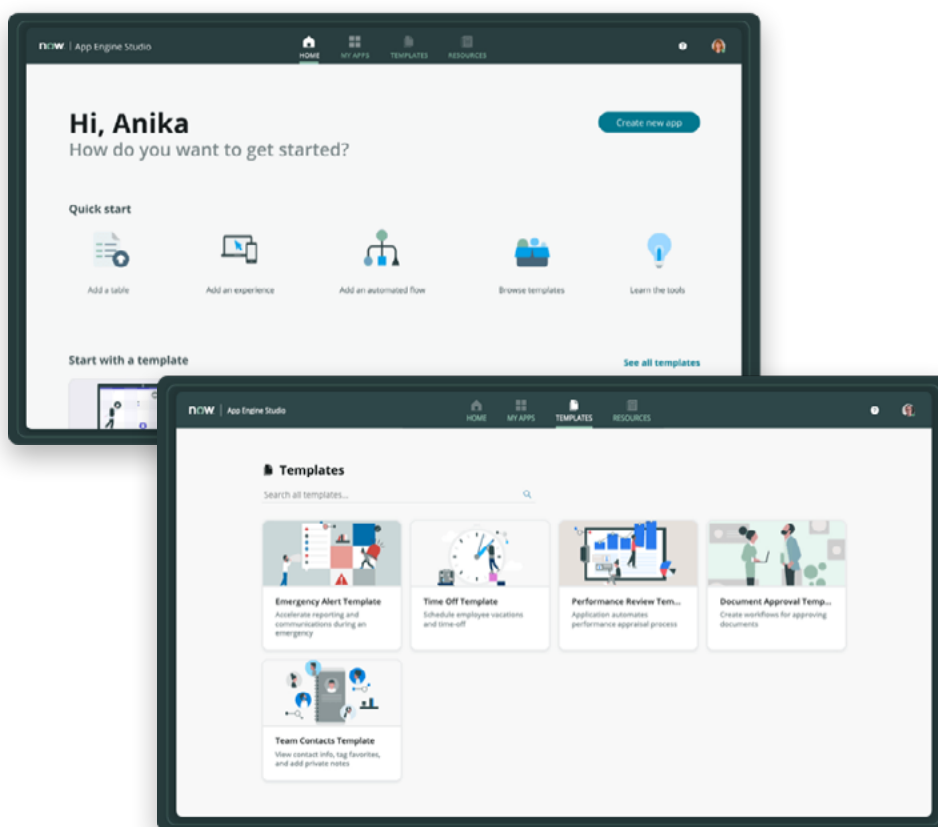 now | App Engine Studio
HOME MY APPS TEMPLATES RESOURCES
Hi, Anika
How do you want to get started?
Create new app
Quick start
Add a table
Add an experience
Add an automated flow
Browse templates
Learn the tools
Start with a template
See all templates
now | App Engine Studio
HOME MY APPS TEMPLATES RESOURCES
Templates
Search all templates...
Emergency Alert Template
Accelerate reporting and
communications during an
emergency
Time Off Template
Schedule employee vacations
and time-off
Performance Review Tem...
Application automates
performance appraisal process
Document Approval Temp...
Create workflows for approving
documents
Team Contacts Template
View contact info, tag favorites,
and add private notes